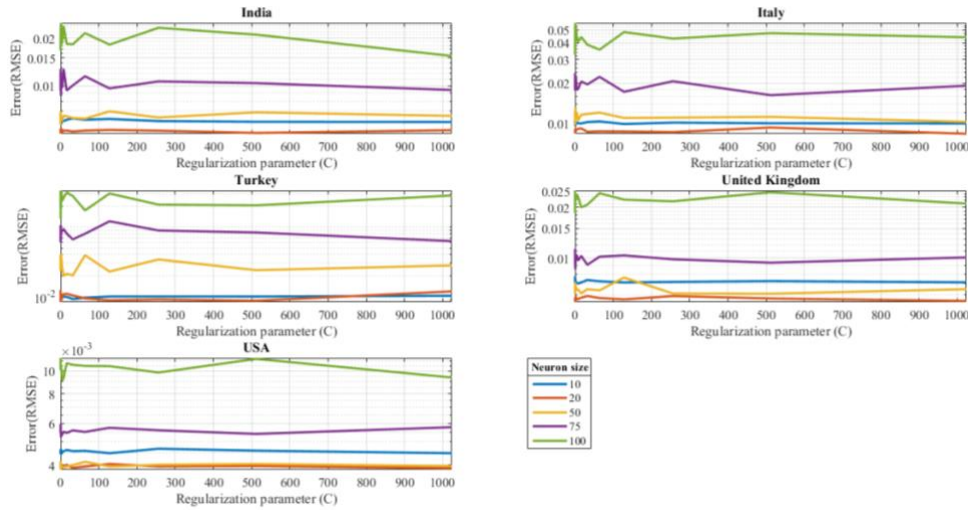 India
Error(RMSE)
0.02
0.015
0.01
0 100 200 300 400 500 600 700 800 900 1000
Regularization parameter (C)
Italy
Error(RMSE)
0.05
0.04
0.03
0.02
0.01
0 100 200 300 400 500 600 700 800 900 1000
Regularization parameter (C)
Turkey
Error(RMSE)
10-2
0 100 200 300 400 500 600 700 800 900 1000
Regularization parameter (C)
United Kingdom
Error(RMSE)
0.025
0.02
0.015
0.01
0 100 200 300 400 500 600 700 800 900 1000
Regularization parameter (C)
USA
×10-3
Error(RMSE)
10
8
6
4
0 100 200 300 400 500 600 700 800 900 1000
Regularization parameter (C)
Neuron size
10
20
50
75
100